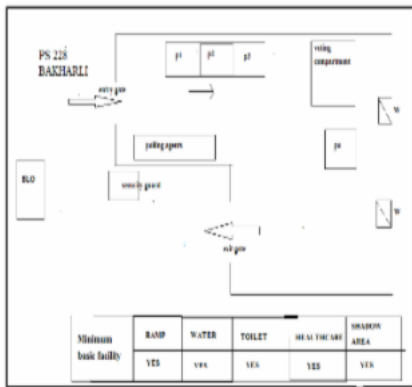 PS 228
BAKHARLI
entry gate
p1
p2
p3
voting
compartment
W
polling agents
po
BLO
security guard
W
exit gate
Minimum
basic facility
RAMP
WATER
TOILET
HEALTHCARE
SHADOW
AREA
YES
YES
YES
YES
YES